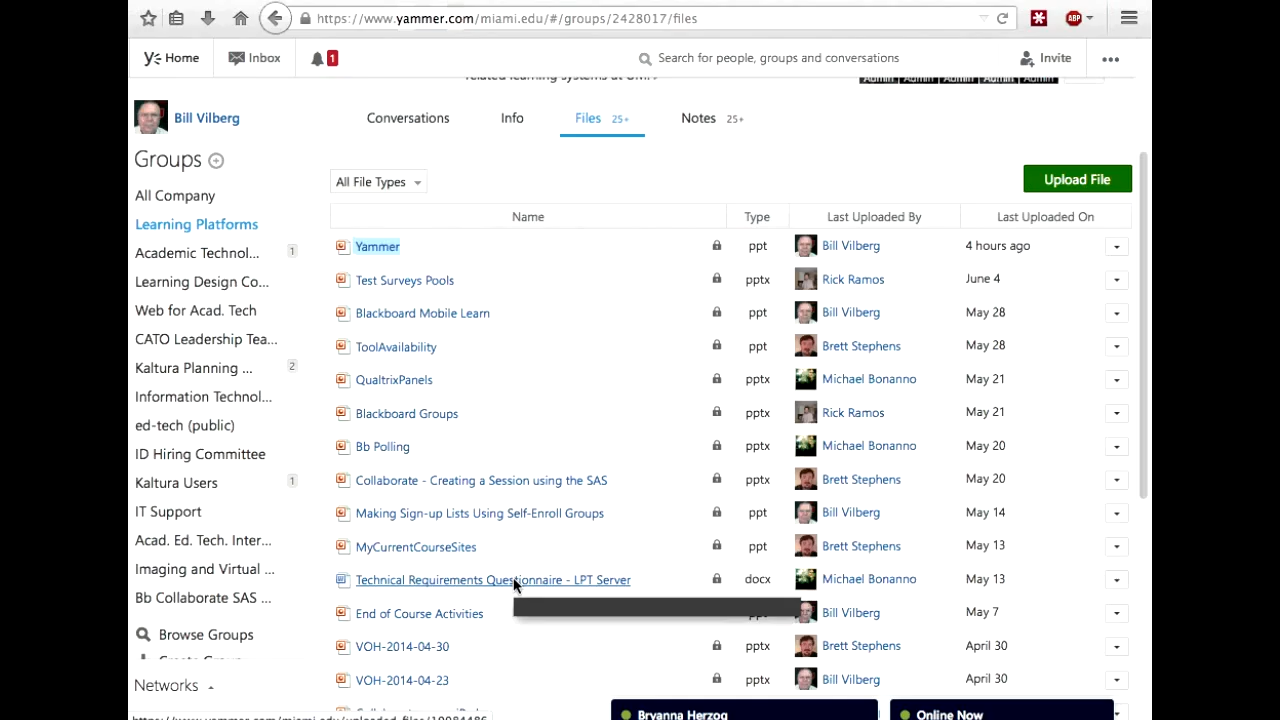 https://www.yammer.com/miami.edu/#/groups/2428017/files
ABP
Home
Inbox
1
Search for people, groups and conversations
Invite
related learning systems at
Admin Admin Admin Admin Admin
Bill Vilberg
Conversations
Info
Files 25+
Notes 25+
Groups
All Company
Learning Platforms
Academic Technol... 1
Learning Design Co...
Web for Acad. Tech
CATO Leadership Tea...
Kaltura Planning ... 2
Information Technol...
ed-tech (public)
ID Hiring Committee
Kaltura Users 1
IT Support
Acad. Ed. Tech. Inter...
Imaging and Virtual ...
Bb Collaborate SAS ...
Browse Groups
Networks
All File Types
Upload File
Name Type Last Uploaded By Last Uploaded On
Yammer ppt Bill Vilberg 4 hours ago
Test Surveys Pools pptx Rick Ramos June 4
Blackboard Mobile Learn ppt Bill Vilberg May 28
ToolAvailability ppt Brett Stephens May 28
QualtrixPanels pptx Michael Bonanno May 21
Blackboard Groups pptx Rick Ramos May 21
Bb Polling pptx Michael Bonanno May 20
Collaborate - Creating a Session using the SAS pptx Brett Stephens May 20
Making Sign-up Lists Using Self-Enroll Groups ppt Bill Vilberg May 14
MyCurrentCourseSites ppt Brett Stephens May 13
Technical Requirements Questionnaire - LPT Server docx Michael Bonanno May 13
End of Course Activities Bill Vilberg May 7
VOH-2014-04-30 pptx Brett Stephens April 30
VOH-2014-04-23 pptx Bill Vilberg April 30
Bryanna Herzog
Online Now